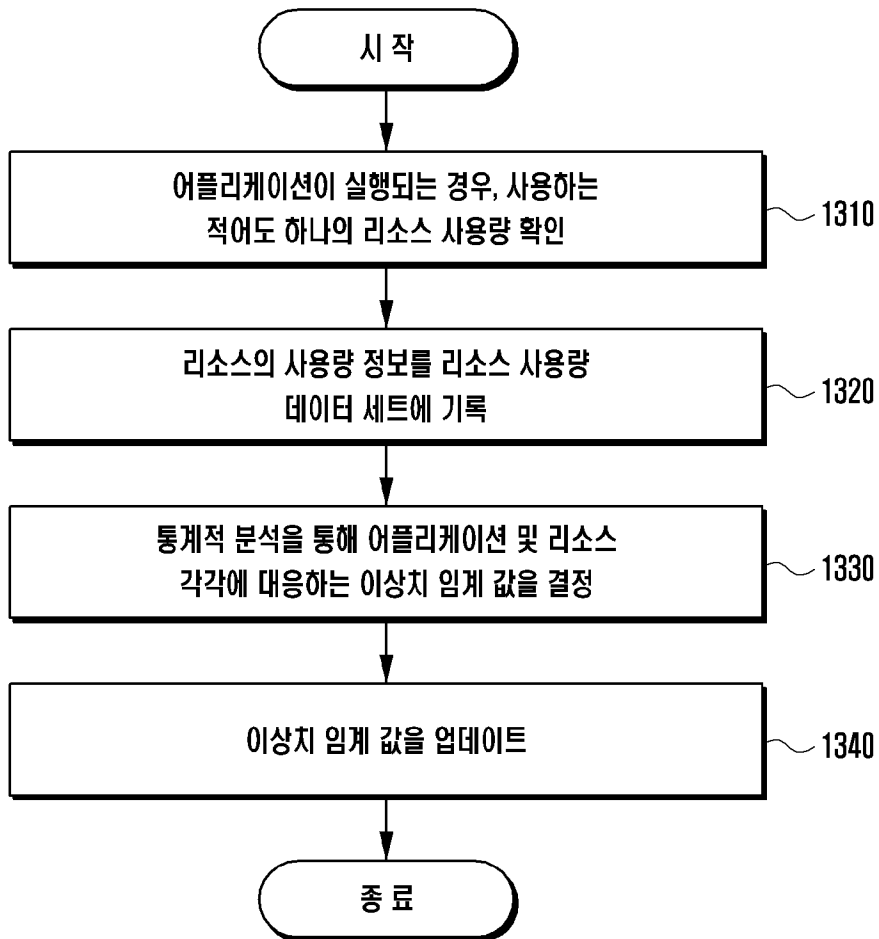 시 작
어플리케이션이 실행되는 경우, 사용하는
적어도 하나의 리소스 사용량 확인
1310
리소스의 사용량 정보를 리소스 사용량
데이터 세트에 기록
1320
통계적 분석을 통해 어플리케이션 및 리소스
각각에 대응하는 이상치 임계 값을 결정
1330
이상치 임계 값을 업데이트
1340
종 료